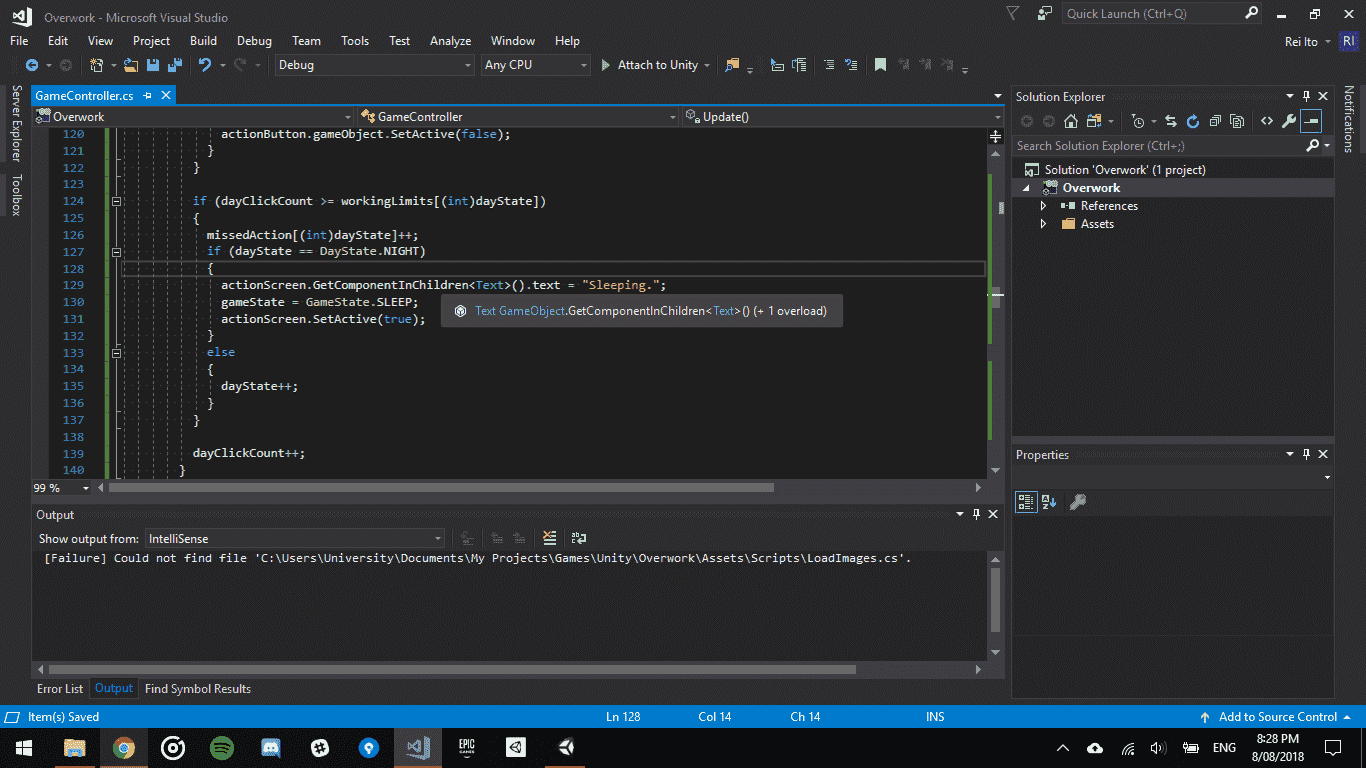 Overwork - Microsoft Visual Studio
Quick Launch (Ctrl+Q)
File Edit View Project Build Debug Team Tools Test Analyze Window Help
Rei Ito RI
Debug Any CPU Attach to Unity
Server Explorer
Toolbox
GameController.cs
Overwork GameController Update()
120 actionButton.gameObject.SetActive(false);
121 }
122 }
123
124 if (dayClickCount >= workingLimits[(int)dayState])
125 {
126 missedAction[(int)dayState]++;
127 if (dayState == DayState.NIGHT)
128 {
129 actionScreen.GetComponentInChildren<Text>().text = "Sleeping.";
130 gameState = GameState.SLEEP;
Text GameObject.GetComponentInChildren<Text>() (+ 1 overload)
131 actionScreen.SetActive(true);
132 }
133 else
134 {
135 dayState++;
136 }
137 }
138
139 dayClickCount++;
140 }
99 %
Output
Show output from: IntelliSense
[Failure] Could not find file 'C:\Users\University\Documents\My Projects\Games\Unity\Overwork\Assets\Scripts\LoadImages.cs'.
Error List Output Find Symbol Results
Solution Explorer
Search Solution Explorer (Ctrl+;)
Solution 'Overwork' (1 project)
Overwork
References
Assets
Properties
Notifications
Item(s) Saved Ln 128 Col 14 Ch 14 INS Add to Source Control
EPIC
GAMES
ENG
8:28 PM
8/08/2018